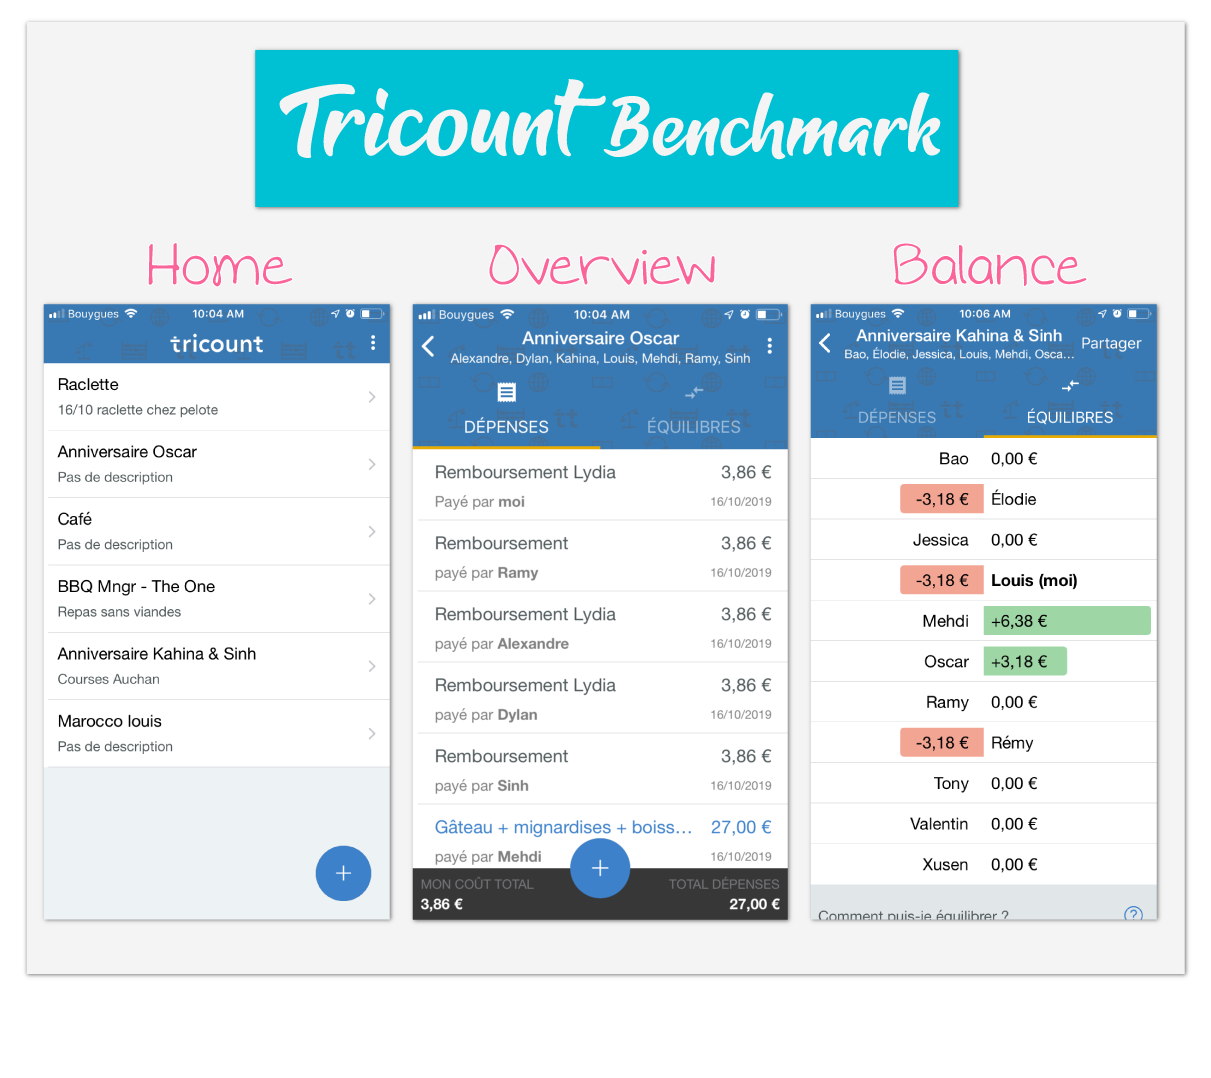 Tricount Benchmark
Home
Bouygues 10:04 AM
tricount
Raclette
16/10 raclette chez pelote
Anniversaire Oscar
Pas de description
Café
Pas de description
BBQ Mngr - The One
Repas sans viandes
Anniversaire Kahina & Sinh
Courses Auchan
Marocco louis
Pas de description
+
Overview
Bouygues 10:04 AM
Anniversaire Oscar
Alexandre, Dylan, Kahina, Louis, Mehdi, Ramy, Sinh
DÉPENSES ÉQUILIBRES
Remboursement Lydia 3,86 €
Payé par moi 16/10/2019
Remboursement 3,86 €
payé par Ramy 16/10/2019
Remboursement Lydia 3,86 €
payé par Alexandre 16/10/2019
Remboursement Lydia 3,86 €
payé par Dylan 16/10/2019
Remboursement 3,86 €
payé par Sinh 16/10/2019
Gâteau + mignardises + boiss... 27,00 €
payé par Mehdi 16/10/2019
+
MON COÛT TOTAL TOTAL DÉPENSES
3,86 € 27,00 €
Balance
Bouygues 10:06 AM
Anniversaire Kahina & Sinh Partager
Bao, Élodie, Jessica, Louis, Mehdi, Osca...
DÉPENSES ÉQUILIBRES
Bao 0,00 €
-3,18 € Élodie
Jessica 0,00 €
-3,18 € Louis (moi)
Mehdi +6,38 €
Oscar +3,18 €
Ramy 0,00 €
-3,18 € Rémy
Tony 0,00 €
Valentin 0,00 €
Xusen 0,00 €
Comment puis-je équilibrer ? ?